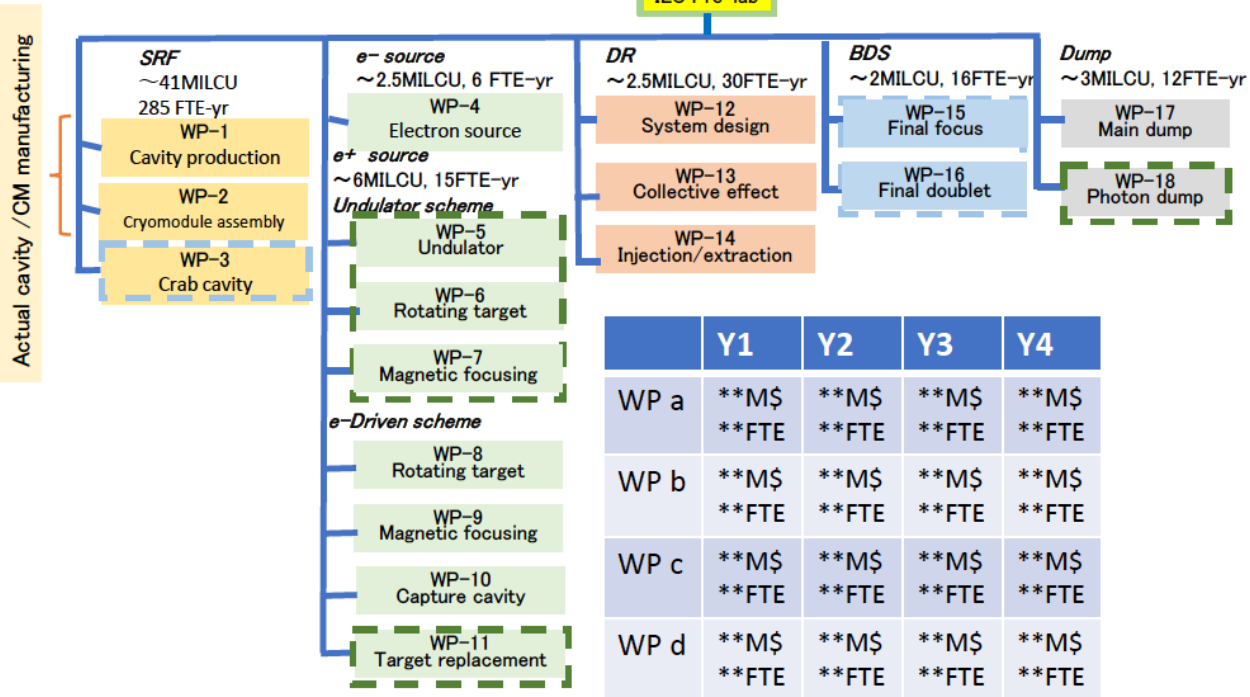 ILC Pre-lab
Actual cavity /CM manufacturing
SRF
～41MILCU
285 FTE-yr
WP-1
Cavity production
WP-2
Cryomodule assembly
WP-3
Crab cavity
e- source
～2.5MILCU, 6 FTE-yr
WP-4
Electron source
e+ source
～6MILCU, 15FTE-yr
Undulator scheme
WP-5
Undulator
WP-6
Rotating target
WP-7
Magnetic focusing
e-Driven scheme
WP-8
Rotating target
WP-9
Magnetic focusing
WP-10
Capture cavity
WP-11
Target replacement
DR
～2.5MILCU, 30FTE-yr
WP-12
System design
WP-13
Collective effect
WP-14
Injection/extraction
BDS
～2MILCU, 16FTE-yr
WP-15
Final focus
WP-16
Final doublet
Dump
～3MILCU, 12FTE-yr
WP-17
Main dump
WP-18
Photon dump
Y1 Y2 Y3 Y4
WP a **M$ **M$ **M$ **M$
**FTE **FTE **FTE **FTE
WP b **M$ **M$ **M$ **M$
**FTE **FTE **FTE **FTE
WP c **M$ **M$ **M$ **M$
**FTE **FTE **FTE **FTE
WP d **M$ **M$ **M$ **M$
**FTE **FTE **FTE **FTE